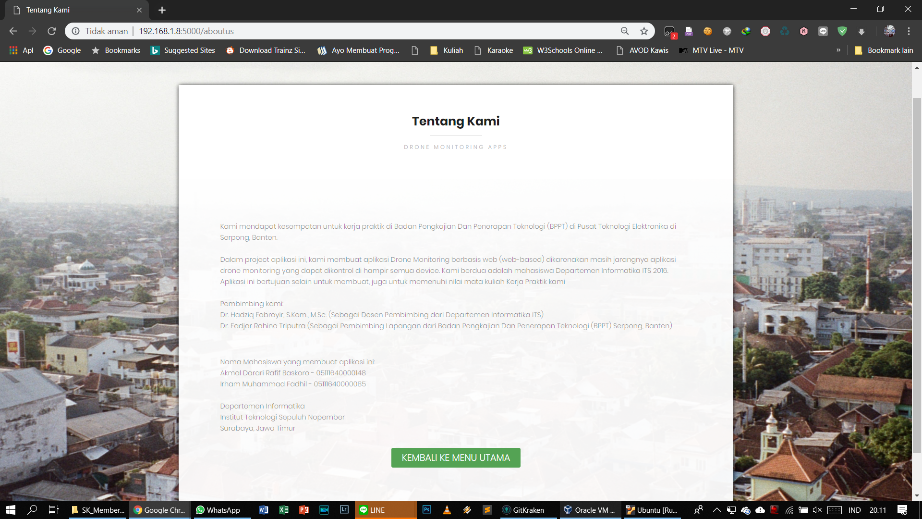 Tentang Kami
Tidak aman | 192.168.1.8:5000/aboutus
Apl
Google
Bookmarks
Suggested Sites
Download Trainz Si...
Ayo Membuat Prog...
Kuliah
Karaoke
W3Schools Online ...
AVOD Kawis
MTV Live - MTV
»
Bookmark lain
Tentang Kami
DRONE MONITORING APPS
Kami mendapat kesempatan untuk kerja praktik di Badan Pengkajian Dan Penerapan Teknologi (BPPT) di Pusat Teknologi Elektronika di
Serpong, Banten.
Dalam project aplikasi ini, kami membuat aplikasi Drone Monitoring berbasis web (web-based) dikarenakan masih jarangnya aplikasi
drone monitoring yang dapat dikontrol di hampir semua device. Kami berdua adalah mahasiswa Departemen Informatika ITS 2016.
Aplikasi ini bertujuan selain untuk membuat, juga untuk memenuhi nilai mata kuliah Kerja Praktik kami
Pembimbing kami:
Dr. Hadziq Fabroyir, S.Kom., M.Sc. (Sebagai Dosen Pembimbing dari Departemen Informatika ITS)
Dr. Fadjar Rahino Triputra (Sebagai Pembimbing Lapangan dari Badan Pengkajian Dan Penerapan Teknologi (BPPT) Serpong, Banten)
Nama Mahasiswa yang membuat aplikasi ini:
Akmal Darari Rafif Baskara - 05111640000148
Imam Muhammad Fadhil - 05111640000065
Departemen Informatika
Institut Teknologi Sepuluh Nopember
Surabaya, Jawa Timur
KEMBALI KE MENU UTAMA
SK_Member...
Google Chr...
WhatsApp
LINE
GitKraken
Oracle VM ...
Ubuntu [Ru...
IND
20.11